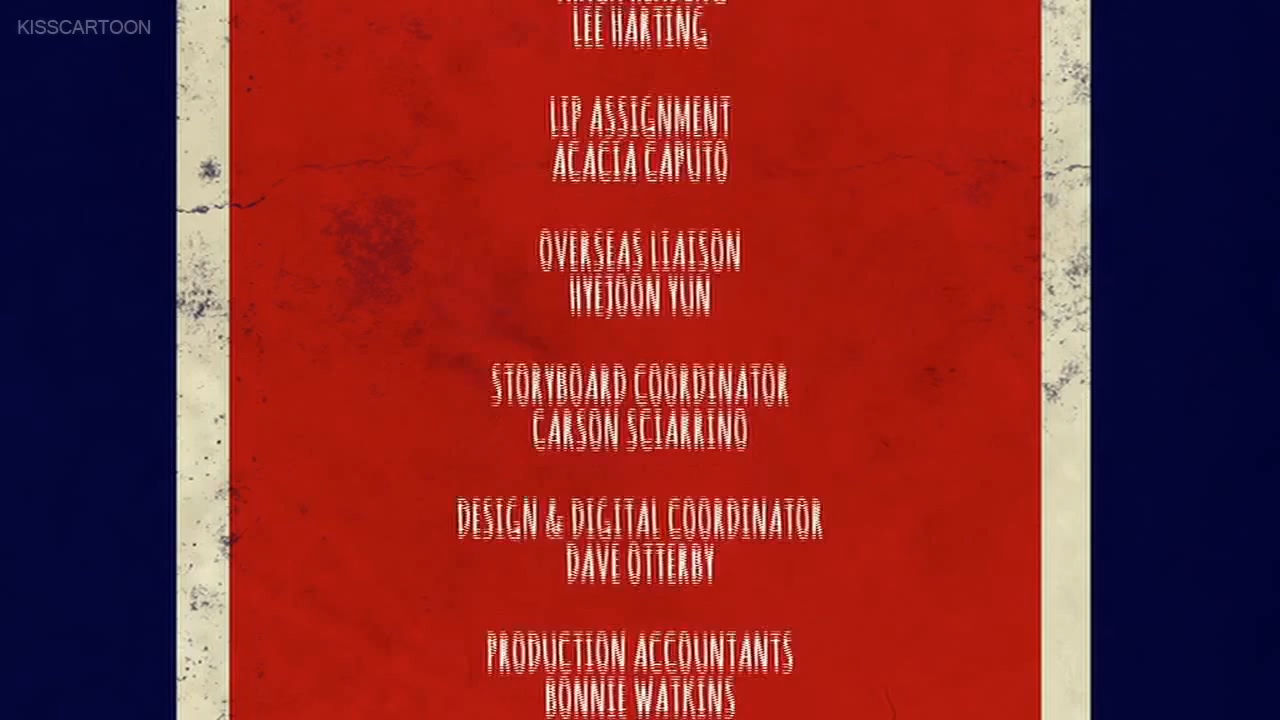 KISSCARTOON
LEE HARTING
LIP ASSIGNMENT
ACACIA CAPUTO
OVERSEAS LIAISON
HYEJOON YUN
STORYBOARD COORDINATOR
CARSON SCIARRINO
DESIGN & DIGITAL COORDINATOR
DAVE OTTERBY
PRODUCTION ACCOUNTANTS
BONNIE WATKINS